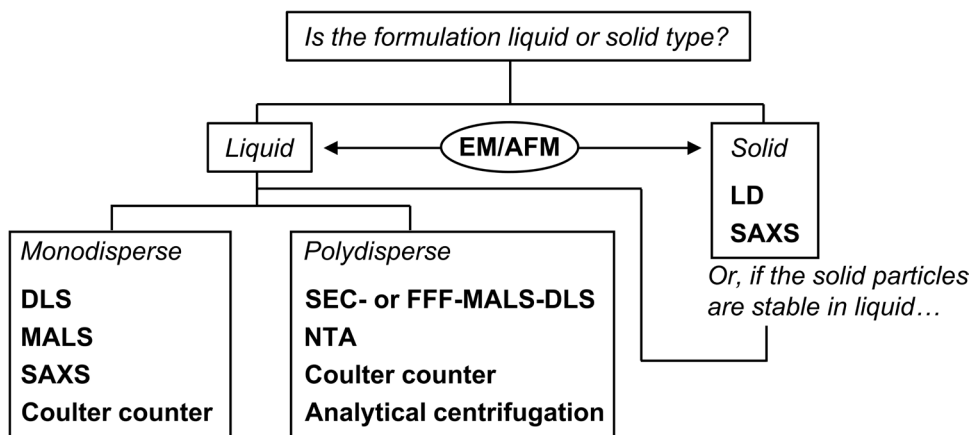 Is the formulation liquid or solid type?
Liquid
EM/AFM
Solid
LD
SAXS
Or, if the solid particles
are stable in liquid…
Monodisperse
DLS
MALS
SAXS
Coulter counter
Polydisperse
SEC- or FFF-MALS-DLS
NTA
Coulter counter
Analytical centrifugation